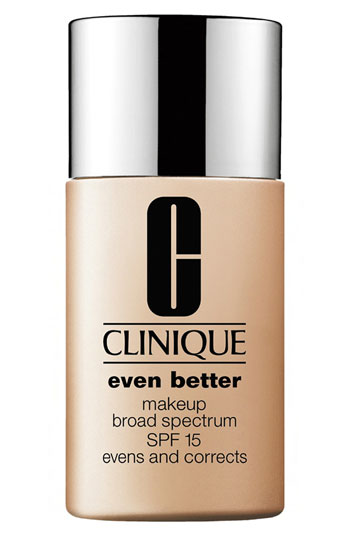 C
CLINIQUE
even better
makeup
broad spectrum
SPF 15
evens and corrects